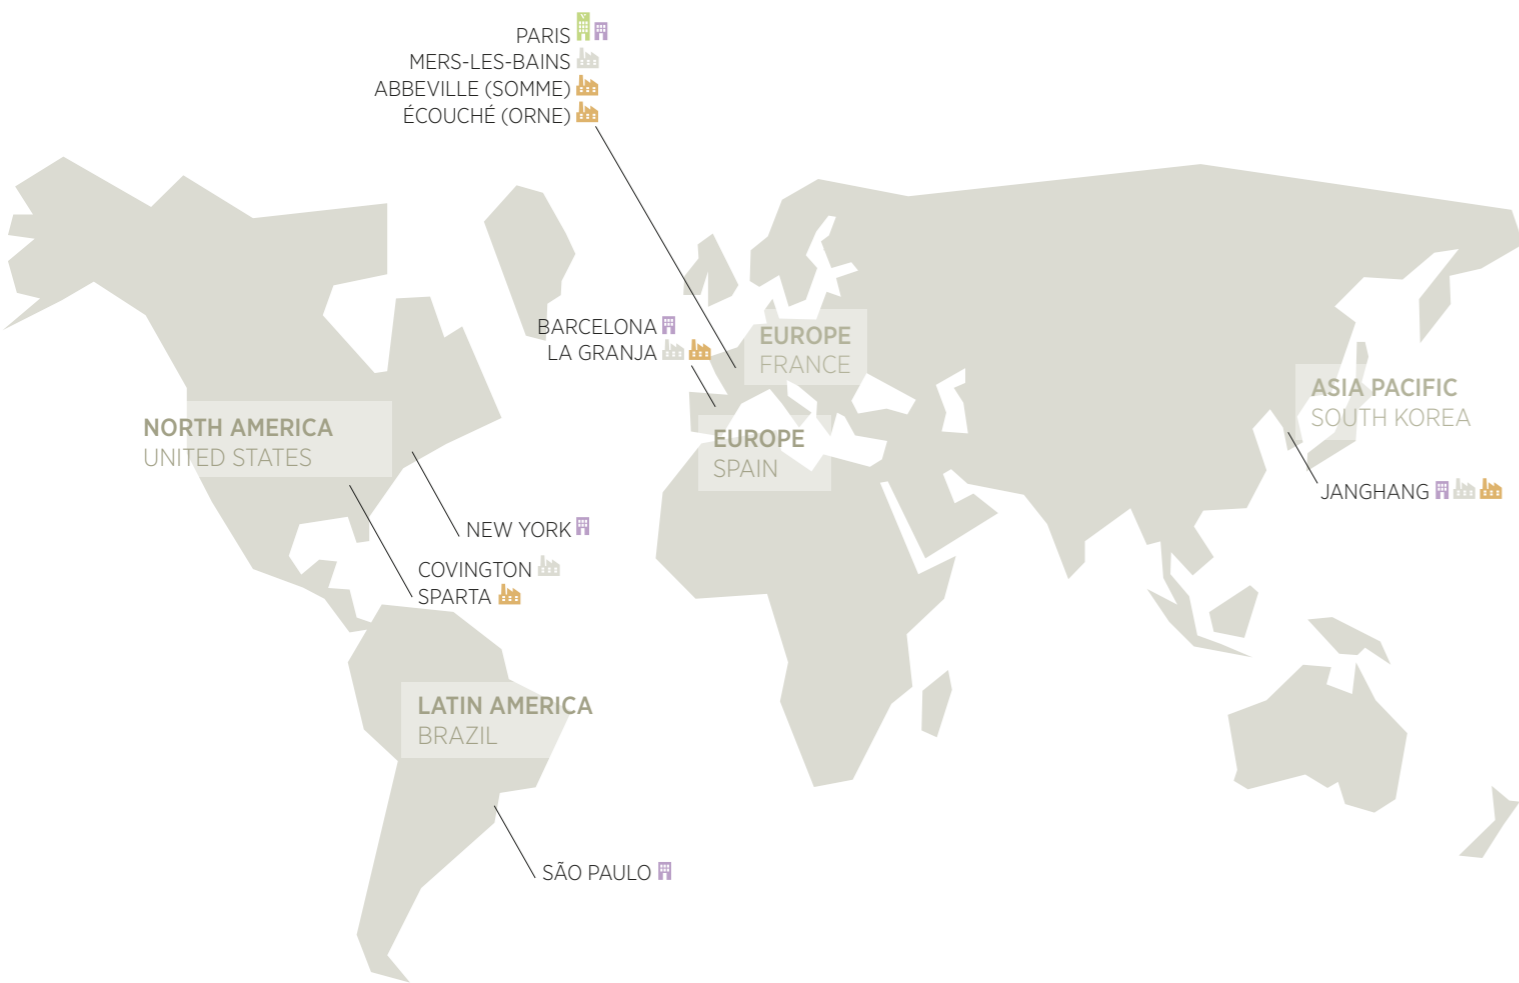 PARIS
MERS-LES-BAINS
ABBEVILLE (SOMME)
ÉCOUCHÉ (ORNE)
BARCELONA
LA GRANJA
EUROPE
FRANCE
EUROPE
SPAIN
ASIA PACIFIC
SOUTH KOREA
JANGHANG
NORTH AMERICA
UNITED STATES
NEW YORK
COVINGTON
SPARTA
LATIN AMERICA
BRAZIL
SÃO PAULO